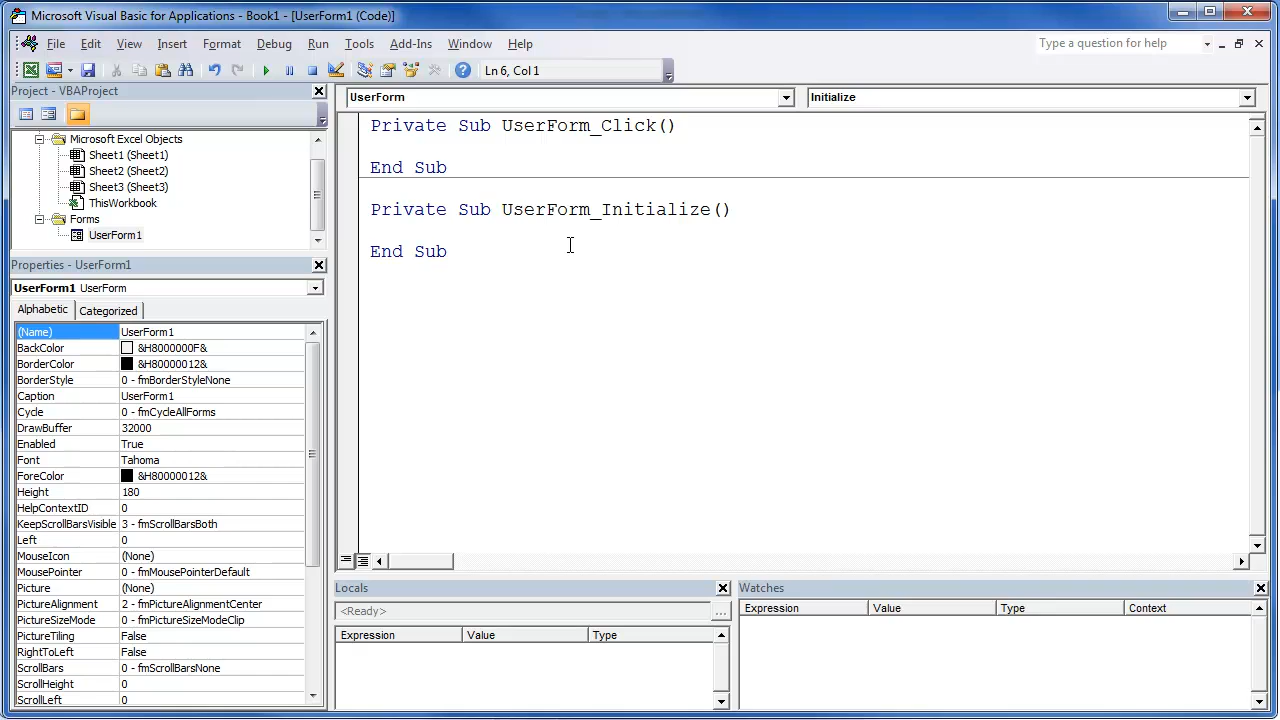 Microsoft Visual Basic for Applications - Book1 - [UserForm1 (Code)]
File Edit View Insert Format Debug Run Tools Add-Ins Window Help
Type a question for help
Ln 6, Col 1
Project - VBAProject
UserForm
Initialize
Microsoft Excel Objects
Sheet1 (Sheet1)
Sheet2 (Sheet2)
Sheet3 (Sheet3)
ThisWorkbook
Forms
UserForm1
Private Sub UserForm_Click()
End Sub
Private Sub UserForm_Initialize()
End Sub
Properties - UserForm1
UserForm1 UserForm
Alphabetic Categorized
(Name) UserForm1
BackColor &H8000000F&
BorderColor &H80000012&
BorderStyle 0 - fmBorderStyleNone
Caption UserForm1
Cycle 0 - fmCycleAllForms
DrawBuffer 32000
Enabled True
Font Tahoma
ForeColor &H80000012&
Height 180
HelpContextID 0
KeepScrollBarsVisible 3 - fmScrollBarsBoth
Left 0
MouseIcon (None)
MousePointer 0 - fmMousePointerDefault
Picture (None)
PictureAlignment 2 - fmPictureAlignmentCenter
PictureSizeMode 0 - fmPictureSizeModeClip
PictureTiling False
RightToLeft False
ScrollBars 0 - fmScrollBarsNone
ScrollHeight 0
ScrollLeft 0
Locals
<Ready>
...
Expression Value Type
Watches
Expression Value Type Context